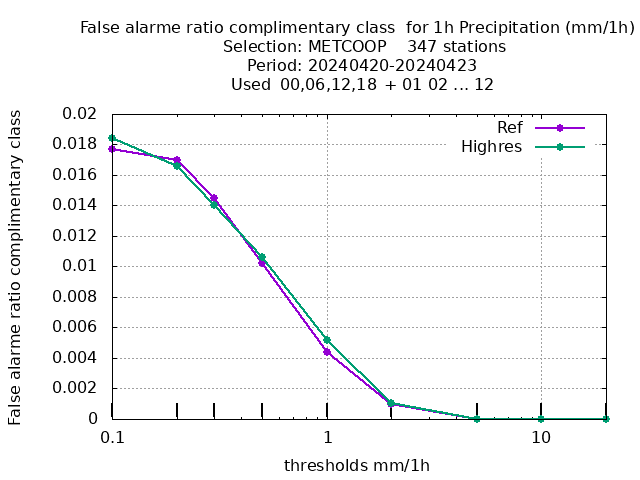 False alarme ratio complimentary class  for 1h Precipitation (mm/1h)
Selection: METCOOP    347 stations
Period: 20240420-20240423
Used  00,06,12,18  + 01 02 ... 12
False alarme ratio complimentary class
0.02
0.018
0.016
0.014
0.012
0.01
0.008
0.006
0.004
0.002
0
Ref
Highres
0.1
1
10
thresholds mm/1h